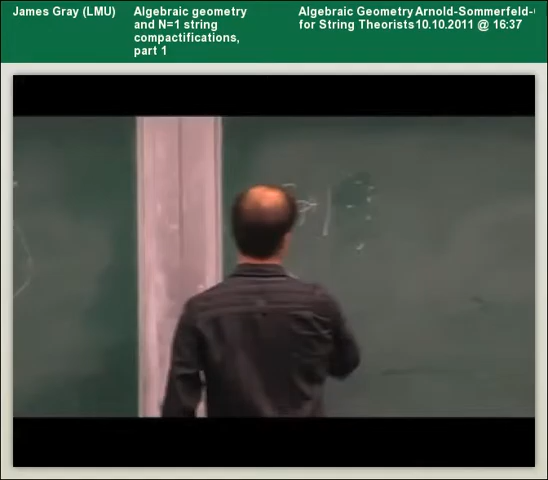 James Gray (LMU)
Algebraic geometry
and N=1 string
compactifications,
part 1
Algebraic Geometry
for String Theorists
Arnold-Sommerfeld-
10.10.2011 @ 16:37